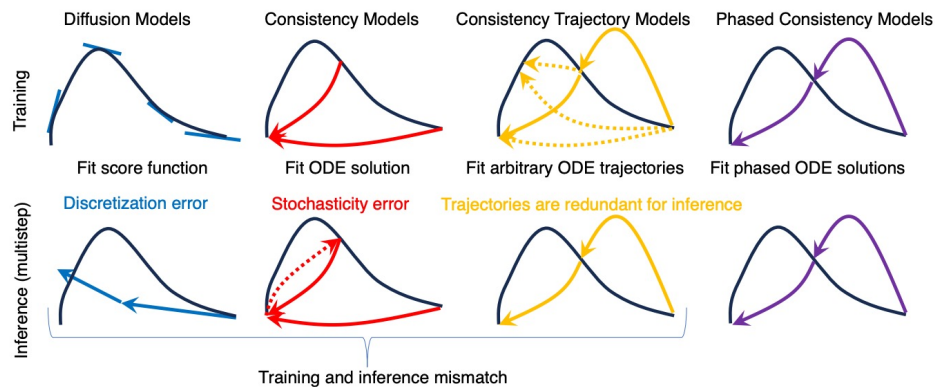 Diffusion Models
Consistency Models
Consistency Trajectory Models
Phased Consistency Models
Training
Fit score function
Fit ODE solution
Fit arbitrary ODE trajectories
Fit phased ODE solutions
Inference (multistep)
Discretization error
Stochasticity error
Trajectories are redundant for inference
Training and inference mismatch